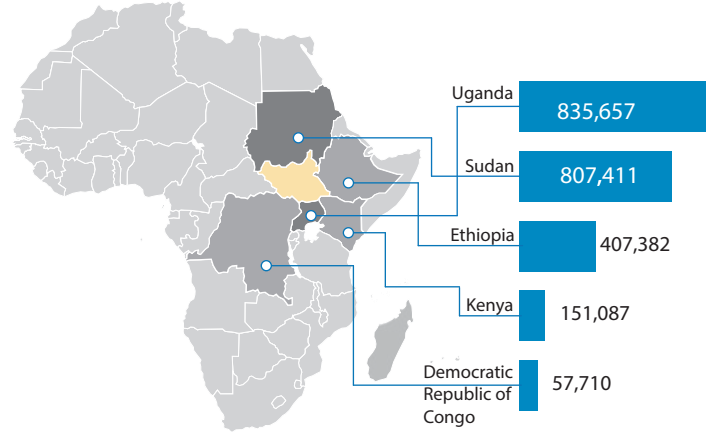 Uganda
835,657
Sudan
807,411
Ethiopia
407,382
Kenya
151,087
Democratic
Republic of
Congo
57,710